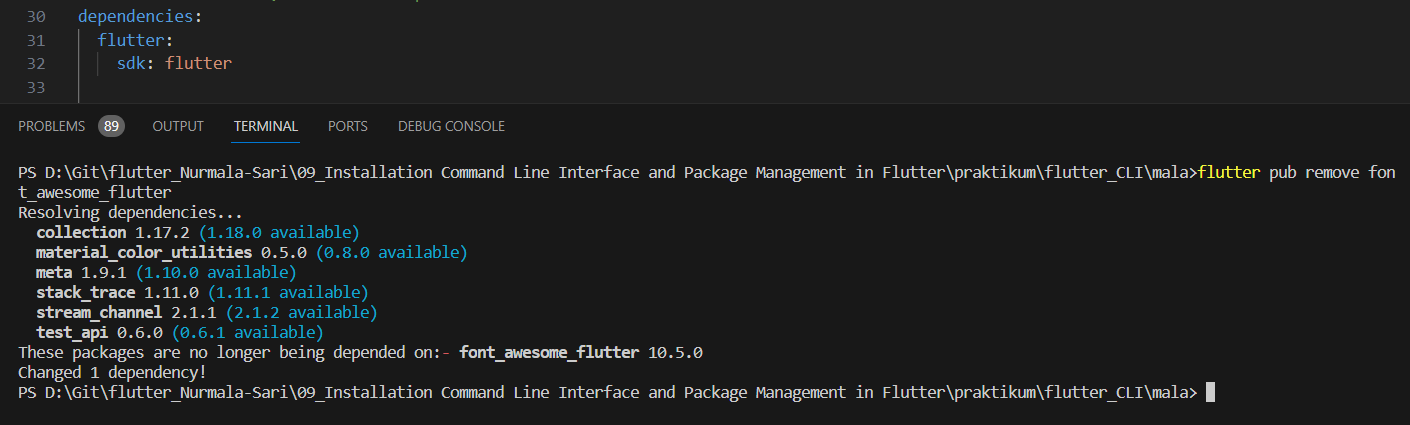 30 dependencies:
31 flutter:
32 sdk: flutter
33
PROBLEMS 89 OUTPUT TERMINAL PORTS DEBUG CONSOLE
PS D:\Git\flutter_Nurmala-Sari\09_Installation Command Line Interface and Package Management in Flutter\praktikum\flutter_CLI\mala>flutter pub remove fon
t_awesome_flutter
Resolving dependencies...
collection 1.17.2 (1.18.0 available)
material_color_utilities 0.5.0 (0.8.0 available)
meta 1.9.1 (1.10.0 available)
stack_trace 1.11.0 (1.11.1 available)
stream_channel 2.1.1 (2.1.2 available)
test_api 0.6.0 (0.6.1 available)
These packages are no longer being depended on:- font_awesome_flutter 10.5.0
Changed 1 dependency!
PS D:\Git\flutter_Nurmala-Sari\09_Installation Command Line Interface and Package Management in Flutter\praktikum\flutter_CLI\mala>